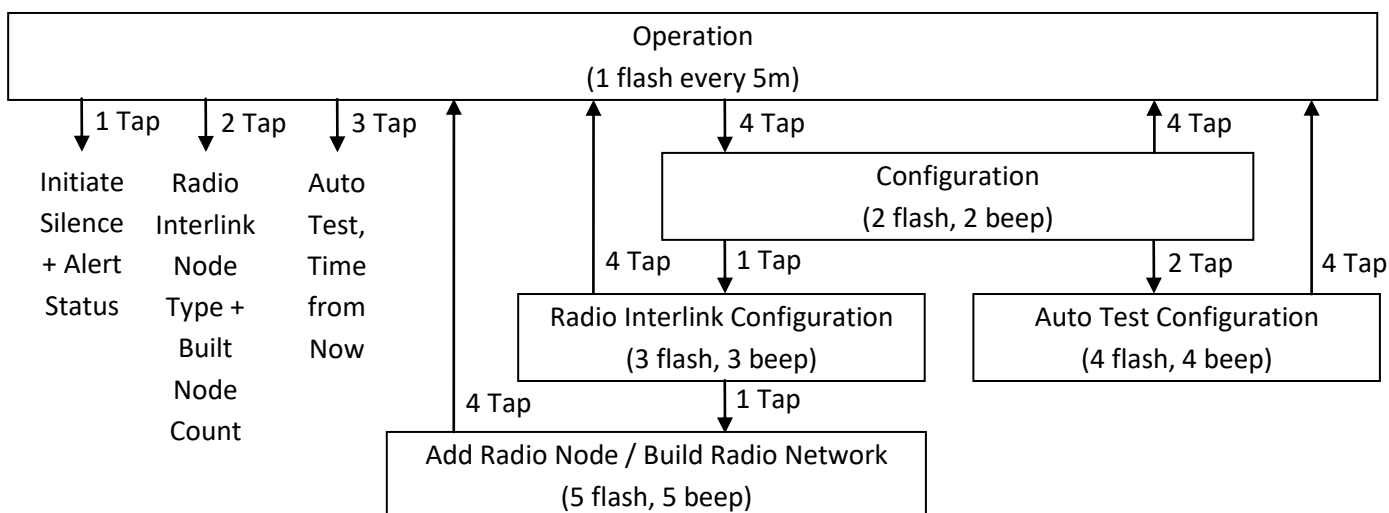 Operation
(1 flash every 5m)
1 Tap
2 Tap
3 Tap
4 Tap
4 Tap
Initiate
Silence
+ Alert
Status
Radio
Interlink
Node
Type +
Built
Node
Count
Auto
Test,
Time
from
Now
Configuration
(2 flash, 2 beep)
4 Tap
1 Tap
2 Tap
4 Tap
Radio Interlink Configuration
(3 flash, 3 beep)
Auto Test Configuration
(4 flash, 4 beep)
4 Tap
1 Tap
Add Radio Node / Build Radio Network
(5 flash, 5 beep)